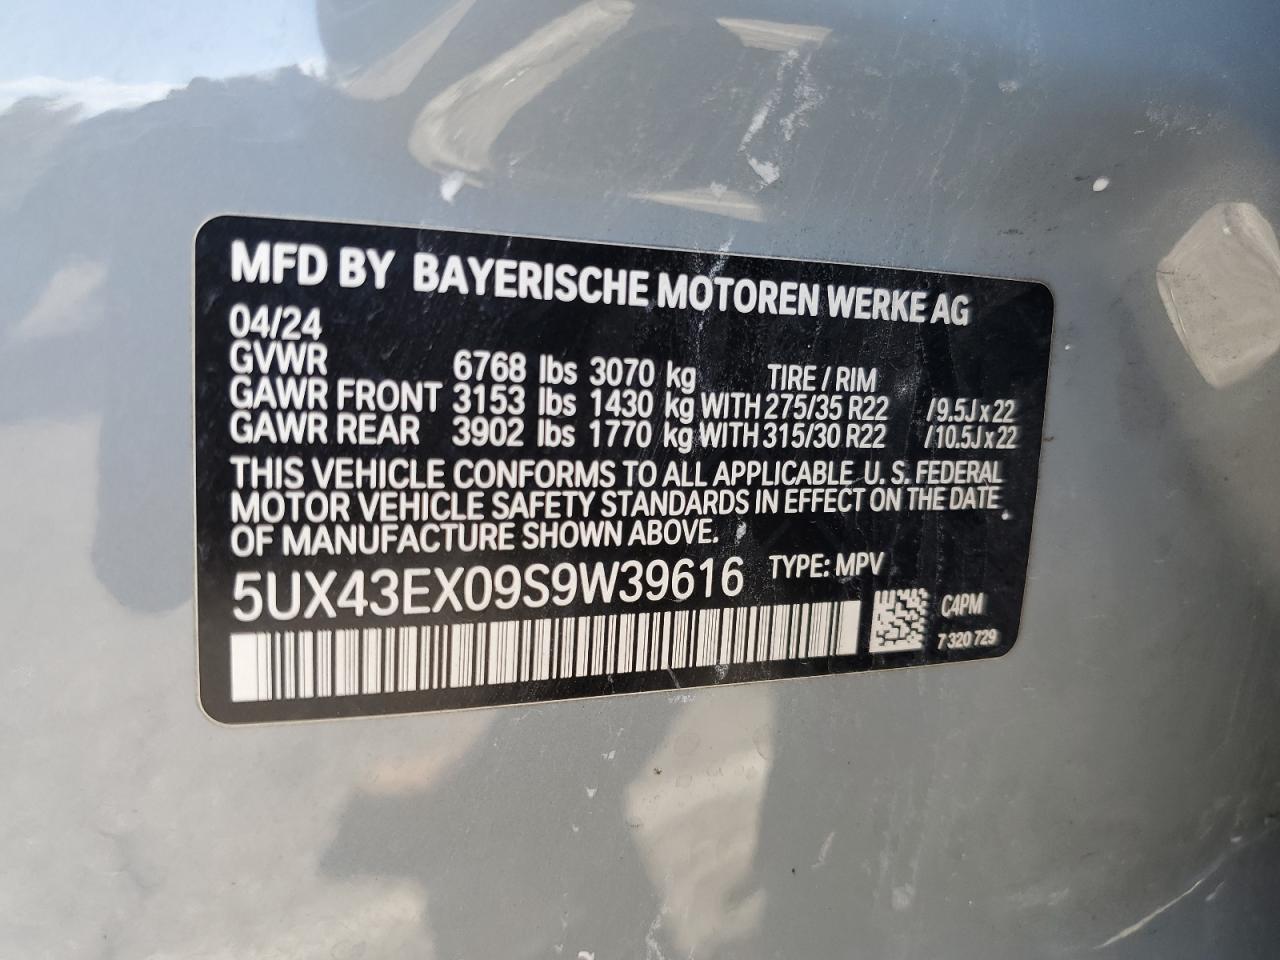 MFD BY BAYERISCHE MOTOREN WERKE AG
04/24
GVWR 6768 lbs 3070 kg TIRE / RIM
GAWR FRONT 3153 lbs 1430 kg WITH 275/35 R22 /9.5J x 22
GAWR REAR 3902 lbs 1770 kg WITH 315/30 R22 /10.5J x 22
THIS VEHICLE CONFORMS TO ALL APPLICABLE U. S. FEDERAL
MOTOR VEHICLE SAFETY STANDARDS IN EFFECT ON THE DATE
OF MANUFACTURE SHOWN ABOVE.
5UX43EX09S9W39616 TYPE: MPV
C4PM
7 320 729